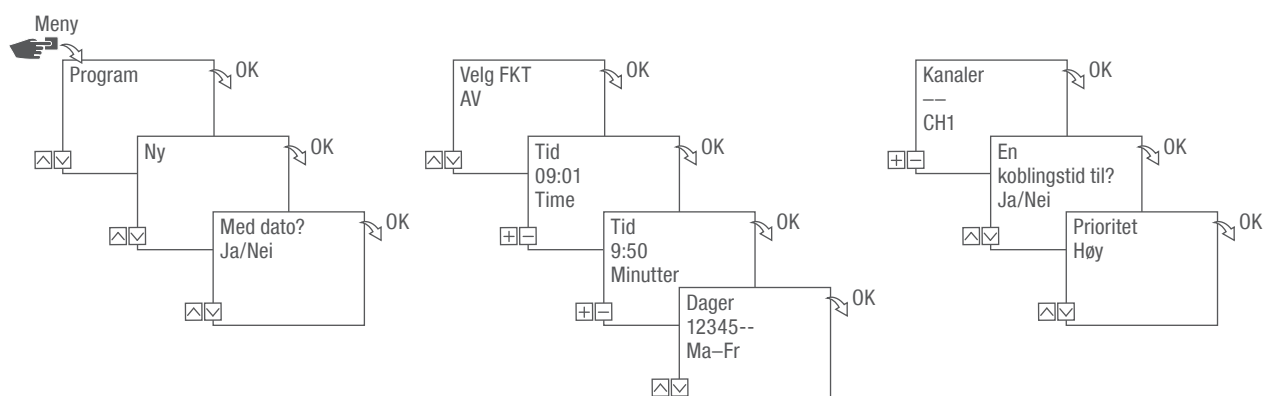 Meny
Program
OK
Ny
OK
Med dato?
Ja/Nei
OK
Velg FKT
AV
OK
Tid
09:01
Time
OK
Tid
9:50
Minutter
OK
Dager
12345--
Ma–Fr
OK
Kanaler
––
CH1
OK
En
koblingstid til?
Ja/Nei
OK
Prioritet
Høy
OK